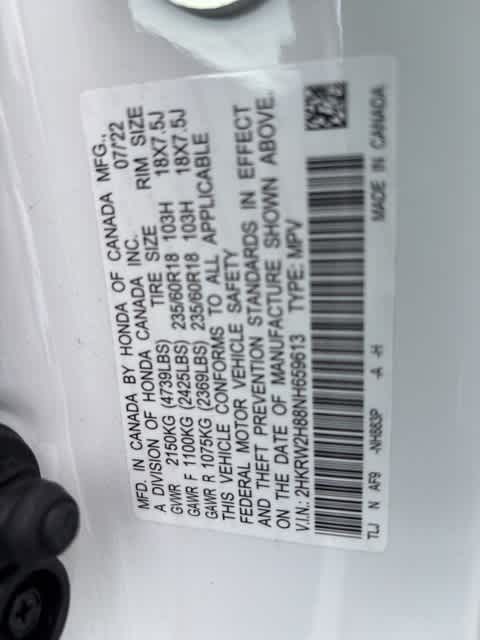 MFD. IN CANADA BY HONDA OF CANADA MFG.,
A DIVISION OF HONDA CANADA INC. 07/'22
TIRE SIZE RIM SIZE
GVWR 2150KG (4739LBS)
GAWR F 1100KG (2425LBS) 235/60R18 103H 18X7.5J
GAWR R 1075KG (2369LBS) 235/60R18 103H 18X7.5J
THIS VEHICLE CONFORMS TO ALL APPLICABLE
FEDERAL MOTOR VEHICLE SAFETY
AND THEFT PREVENTION STANDARDS IN EFFECT
ON THE DATE OF MANUFACTURE SHOWN ABOVE.
V.I.N.: 2HKRW2H88NH659613 TYPE: MPV
TLJ N AF9 -NH883P -A -H MADE IN CANADA